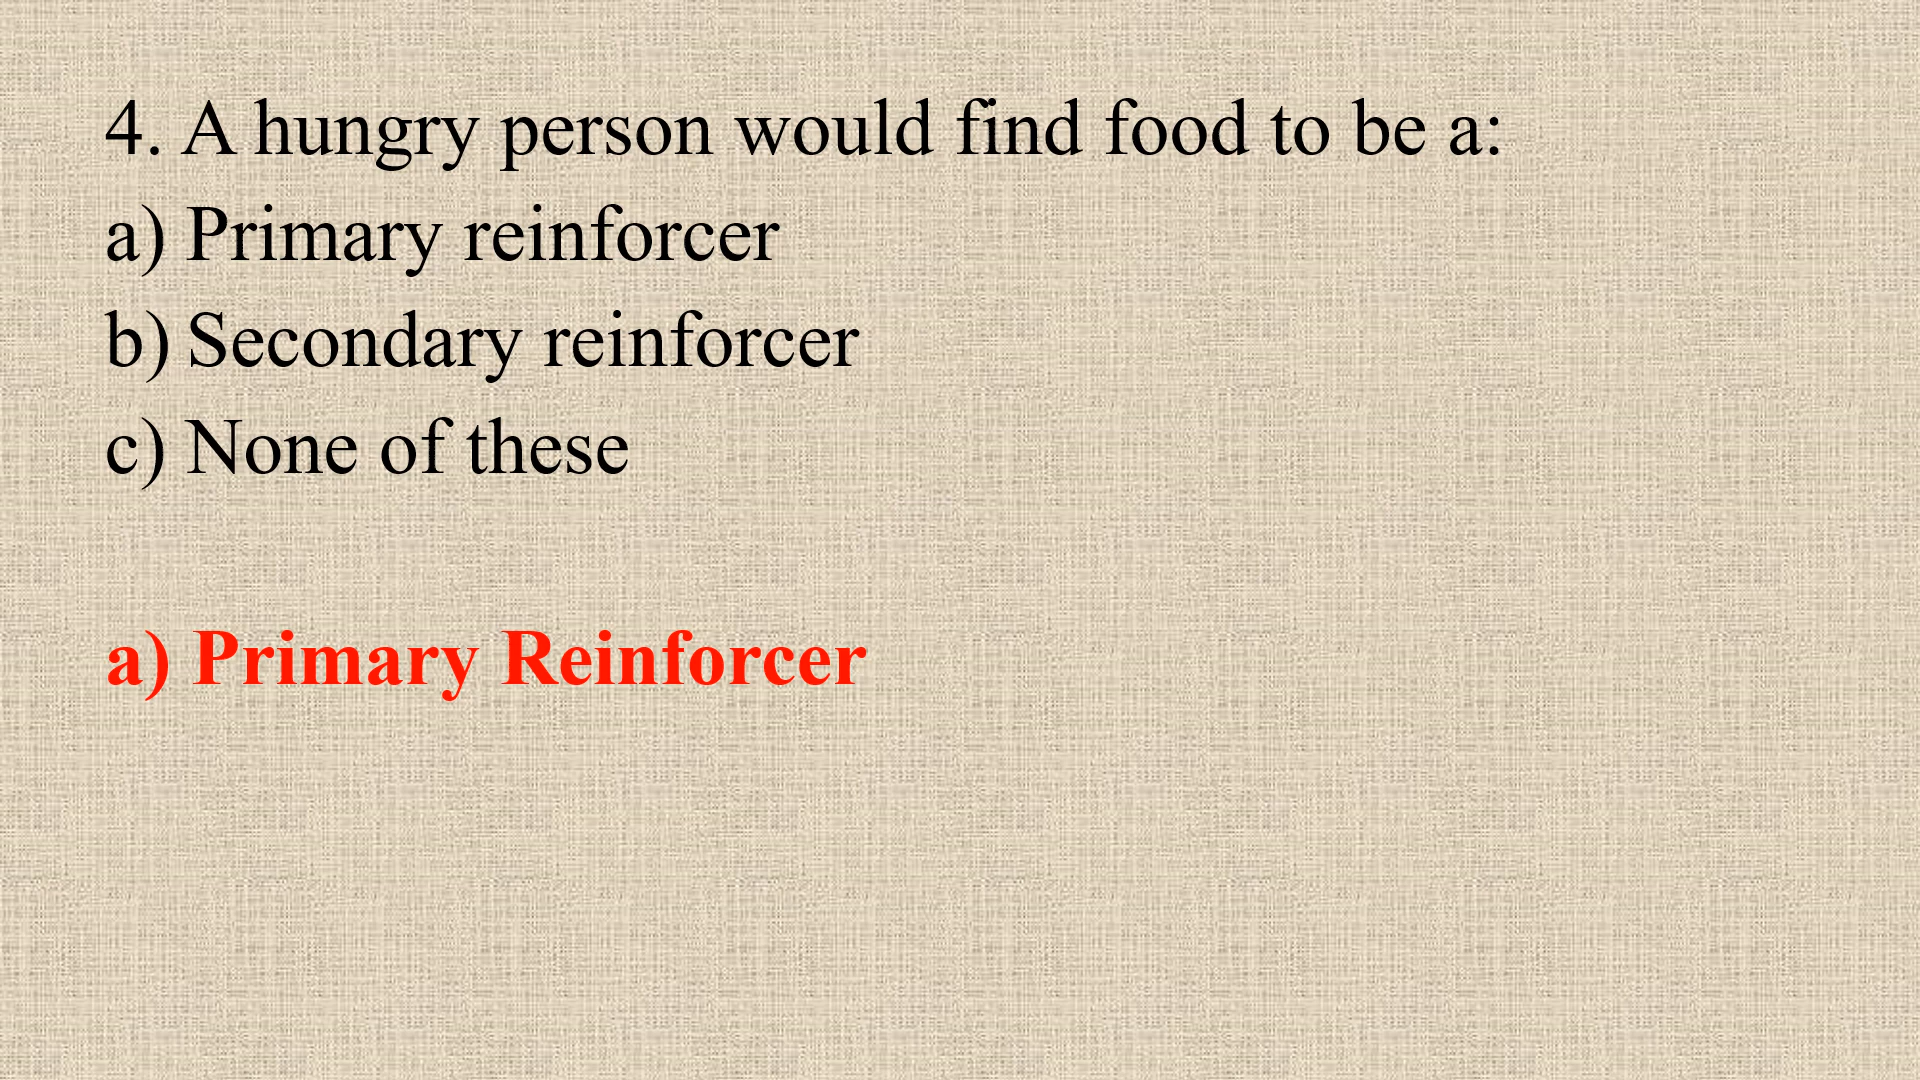 4. A hungry person would find food to be a:
a) Primary reinforcer
b) Secondary reinforcer
c) None of these
a) Primary Reinforcer